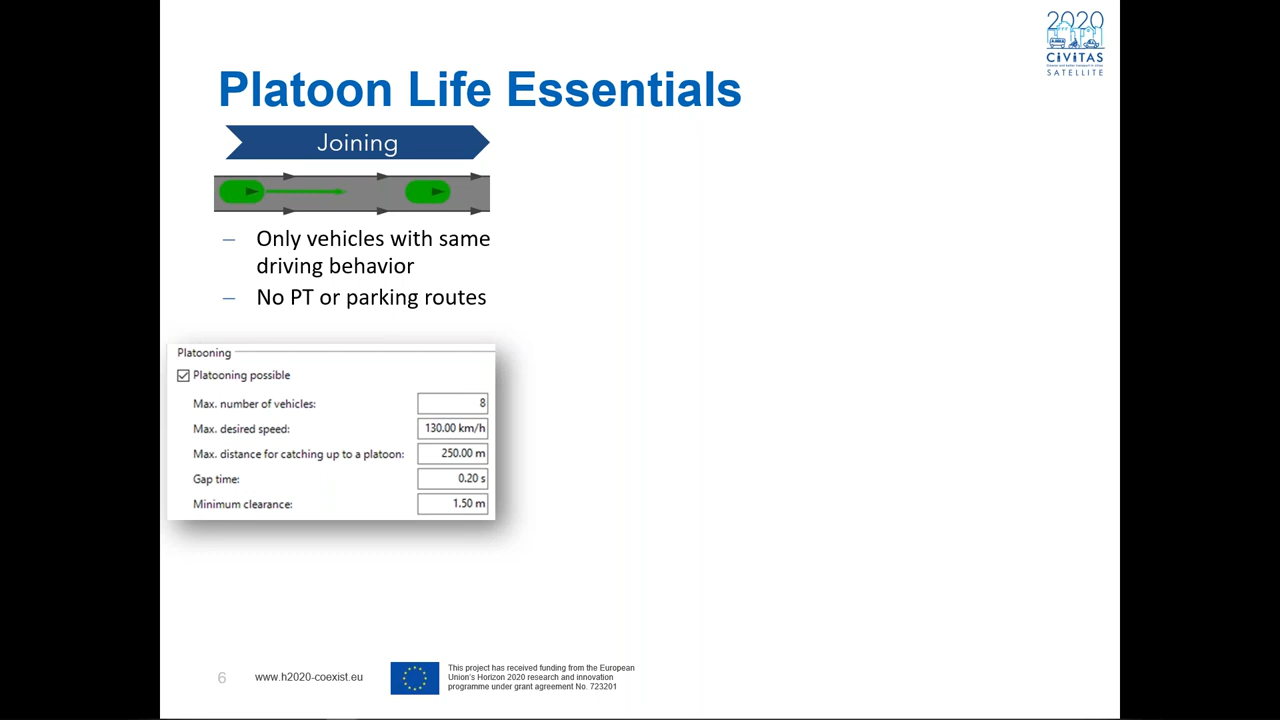 2020
CiViTAS
SATELLITE
Platoon Life Essentials
Joining
– Only vehicles with same
driving behavior
– No PT or parking routes
Platooning
Platooning possible
Max. number of vehicles: 8
Max. desired speed: 130.00 km/h
Max. distance for catching up to a platoon: 250.00 m
Gap time: 0.20 s
Minimum clearance: 1.50 m
6
www.h2020-coexist.eu
This project has received funding from the European
Union's Horizon 2020 research and innovation
programme under grant agreement No. 723201